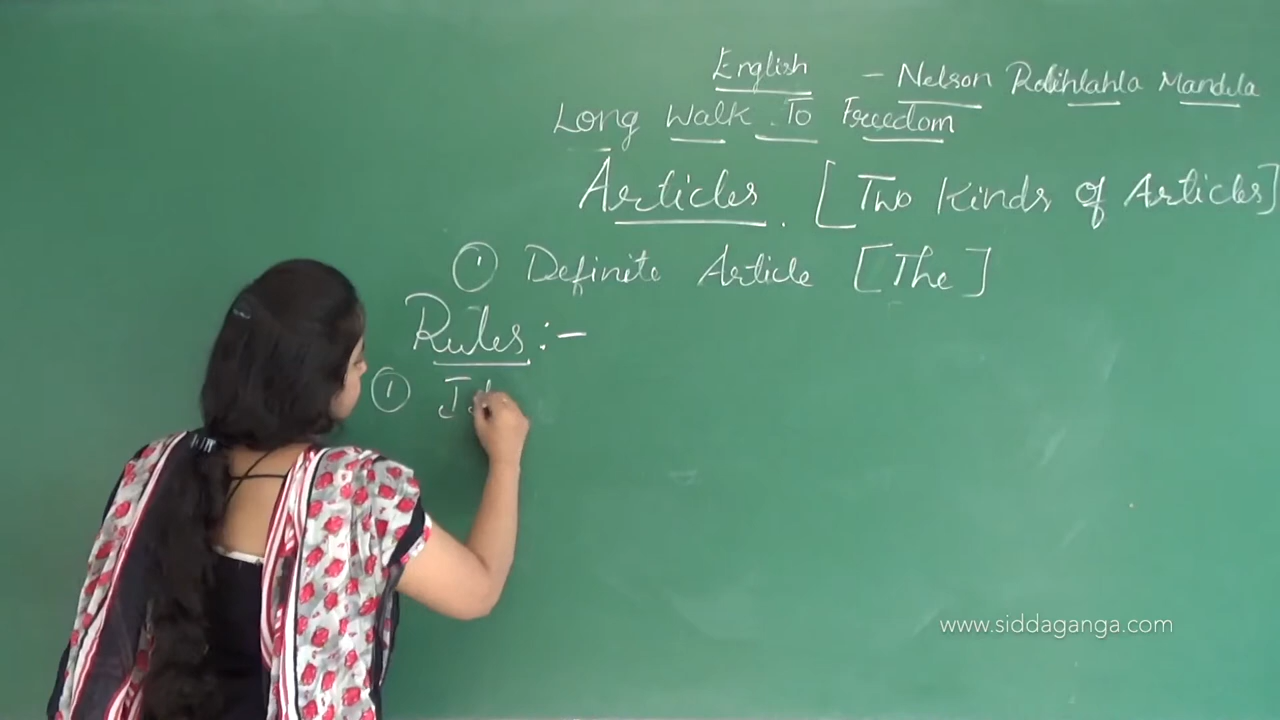 English - Nelson Rolihlahla Mandela
Long Walk To Freedom
Articles. [Two Kinds of Articles]
① Definite Article [The]
Rules :-
①
www.siddaganga.com